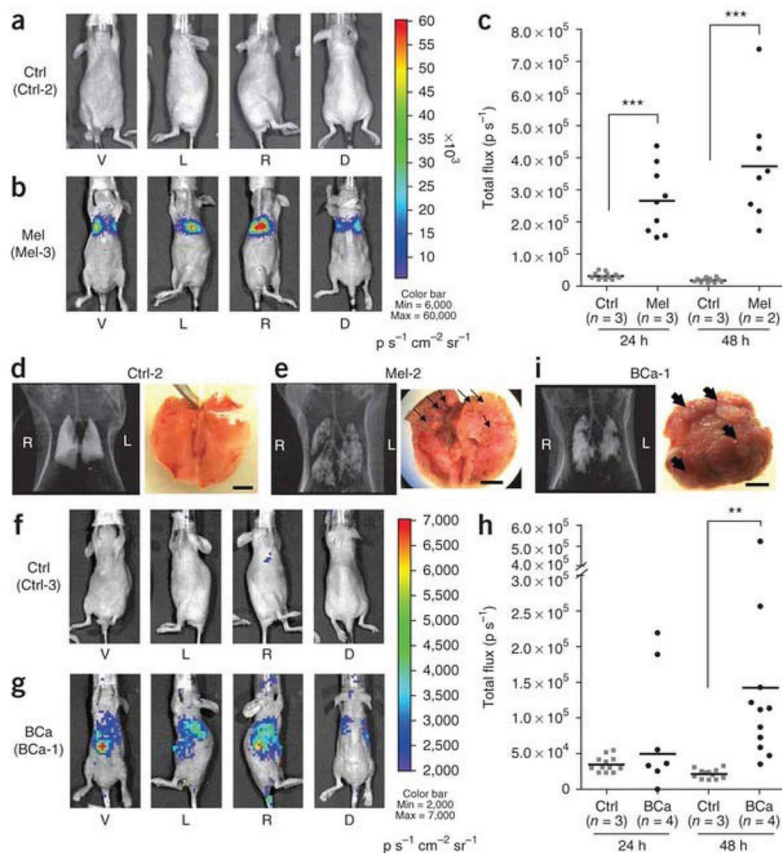 a
Ctrl
(Ctrl-2)
V L R D
b
Mel
(Mel-3)
V L R D
60
55
50
45
40
35
30
25
20
15
10
×10³
Color bar
Min = 6,000
Max = 60,000
p s⁻¹ cm⁻² sr⁻¹
c
***
***
Total flux (p s⁻¹)
8.0 × 10⁵
7.0 × 10⁵
6.0 × 10⁵
5.0 × 10⁵
4.0 × 10⁵
3.0 × 10⁵
2.0 × 10⁵
1.0 × 10⁵
0
Ctrl Mel Ctrl Mel
(n = 3) (n = 3) (n = 3) (n = 2)
24 h 48 h
d Ctrl-2
R L
e Mel-2
R L
i BCa-1
R L
f
Ctrl
(Ctrl-3)
V L R D
g
BCa
(BCa-1)
V L R D
7,000
6,500
6,000
5,500
5,000
4,500
4,000
3,500
3,000
2,500
2,000
Color bar
Min = 2,000
Max = 7,000
p s⁻¹ cm⁻² sr⁻¹
h
**
Total flux (p s⁻¹)
6.0 × 10⁵
5.0 × 10⁵
4.0 × 10⁵
3.0 × 10⁵
2.0 × 10⁵
1.5 × 10⁵
1.0 × 10⁵
5.0 × 10⁴
0
Ctrl BCa Ctrl BCa
(n = 3) (n = 4) (n = 3) (n = 4)
24 h 48 h